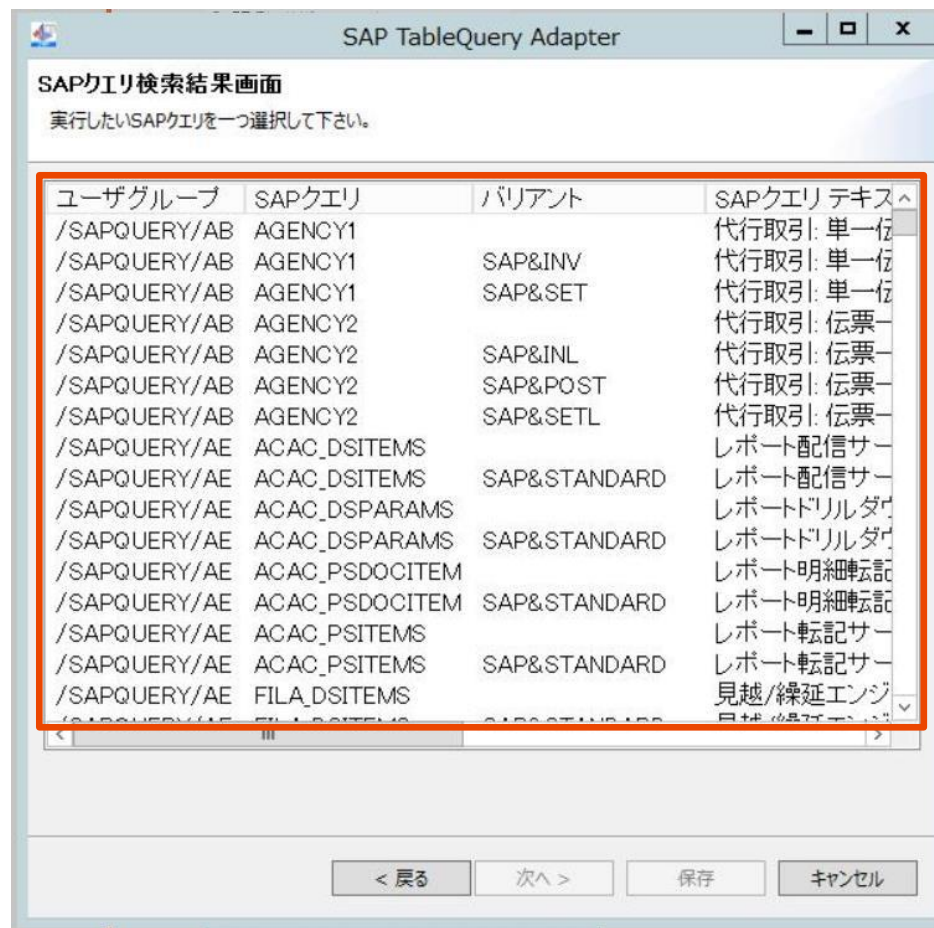 SAP TableQuery Adapter
SAPクエリ検索結果画面
実行したいSAPクエリを一つ選択して下さい。
ユーザグループ SAPクエリ バリアント SAPクエリ テキス
/SAPQUERY/AB AGENCY1 代行取引: 単一伝
/SAPQUERY/AB AGENCY1 SAP&INV 代行取引: 単一伝
/SAPQUERY/AB AGENCY1 SAP&SET 代行取引: 単一伝
/SAPQUERY/AB AGENCY2 代行取引: 伝票一
/SAPQUERY/AB AGENCY2 SAP&INL 代行取引: 伝票一
/SAPQUERY/AB AGENCY2 SAP&POST 代行取引: 伝票一
/SAPQUERY/AB AGENCY2 SAP&SETL 代行取引: 伝票一
/SAPQUERY/AE ACAC_DSITEMS レポート配信サー
/SAPQUERY/AE ACAC_DSITEMS SAP&STANDARD レポート配信サー
/SAPQUERY/AE ACAC_DSPARAMS レポートドリルダウ
/SAPQUERY/AE ACAC_DSPARAMS SAP&STANDARD レポートドリルダウ
/SAPQUERY/AE ACAC_PSDOCITEM レポート明細転記
/SAPQUERY/AE ACAC_PSDOCITEM SAP&STANDARD レポート明細転記
/SAPQUERY/AE ACAC_PSITEMS レポート転記サー
/SAPQUERY/AE ACAC_PSITEMS SAP&STANDARD レポート転記サー
/SAPQUERY/AE FILA_DSITEMS 見越/繰延エンジ
< 戻る 次へ > 保存 キャンセル